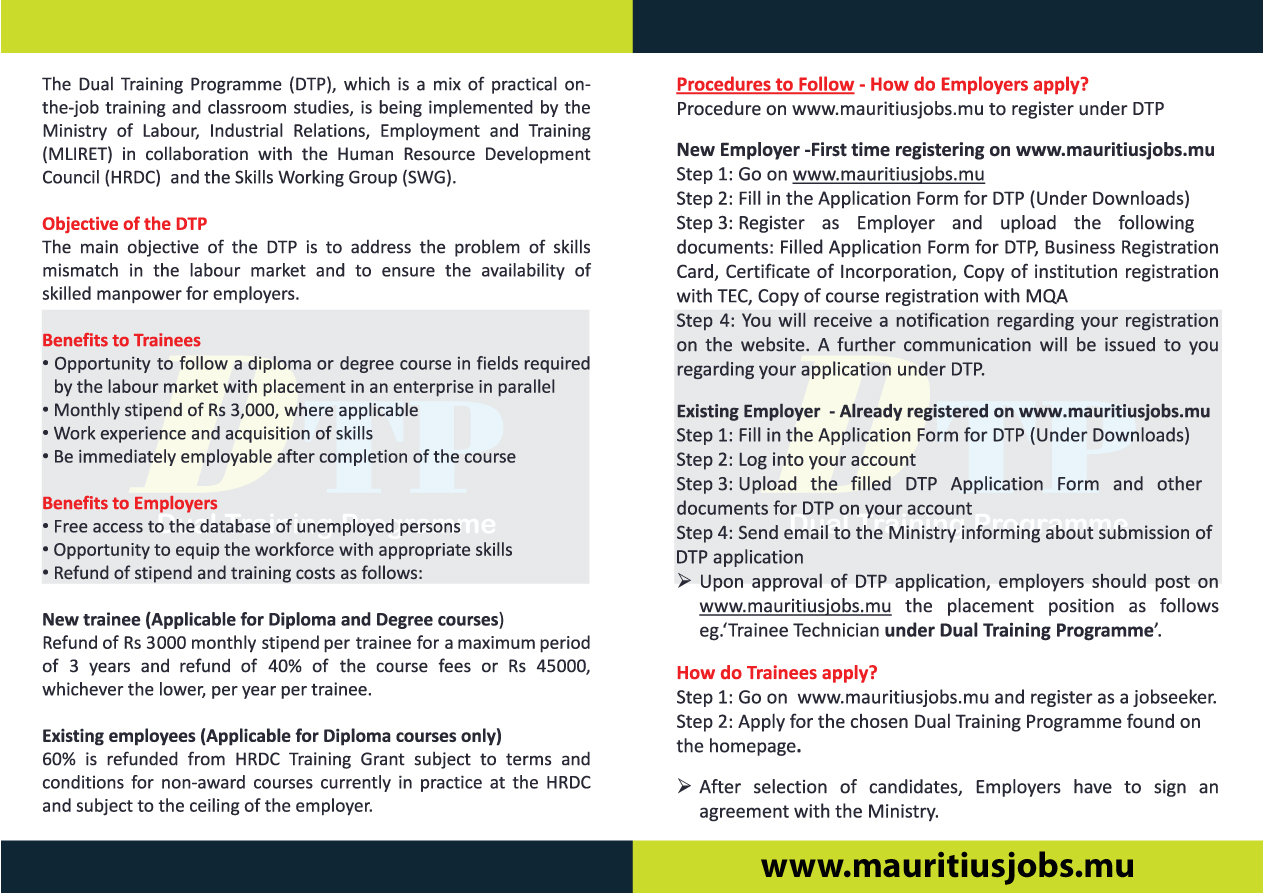 The Dual Training Programme (DTP), which is a mix of practical on-
the-job training and classroom studies, is being implemented by the
Ministry of Labour, Industrial Relations, Employment and Training
(MLIRET) in collaboration with the Human Resource Development
Council (HRDC) and the Skills Working Group (SWG).
Objective of the DTP
The main objective of the DTP is to address the problem of skills
mismatch in the labour market and to ensure the availability of
skilled manpower for employers.
Benefits to Trainees
• Opportunity to follow a diploma or degree course in fields required
by the labour market with placement in an enterprise in parallel
• Monthly stipend of Rs 3,000, where applicable
• Work experience and acquisition of skills
• Be immediately employable after completion of the course
DTP
Benefits to Employers
• Free access to the database of unemployed persons
Dual Training Programme
• Opportunity to equip the workforce with appropriate skills
• Refund of stipend and training costs as follows:
New trainee (Applicable for Diploma and Degree courses)
Refund of Rs 3000 monthly stipend per trainee for a maximum period
of 3 years and refund of 40% of the course fees or Rs 45000,
whichever the lower, per year per trainee.
Existing employees (Applicable for Diploma courses only)
60% is refunded from HRDC Training Grant subject to terms and
conditions for non-award courses currently in practice at the HRDC
and subject to the ceiling of the employer.
Procedures to Follow - How do Employers apply?
Procedure on www.mauritiusjobs.mu to register under DTP
New Employer -First time registering on www.mauritiusjobs.mu
Step 1: Go on www.mauritiusjobs.mu
Step 2: Fill in the Application Form for DTP (Under Downloads)
Step 3: Register as Employer and upload the following
documents: Filled Application Form for DTP, Business Registration
Card, Certificate of Incorporation, Copy of institution registration
with TEC, Copy of course registration with MQA
Step 4: You will receive a notification regarding your registration
on the website. A further communication will be issued to you
regarding your application under DTP.
Existing Employer - Already registered on www.mauritiusjobs.mu
Step 1: Fill in the Application Form for DTP (Under Downloads)
Step 2: Log into your account
DTP
Step 3: Upload the filled DTP Application Form and other
documents for DTP on your account
Dual Training Programme
Step 4: Send email to the Ministry informing about submission of
DTP application
➢ Upon approval of DTP application, employers should post on
www.mauritiusjobs.mu the placement position as follows
eg.‘Trainee Technician under Dual Training Programme’.
How do Trainees apply?
Step 1: Go on www.mauritiusjobs.mu and register as a jobseeker.
Step 2: Apply for the chosen Dual Training Programme found on
the homepage.
➢ After selection of candidates, Employers have to sign an
agreement with the Ministry.
www.mauritiusjobs.mu